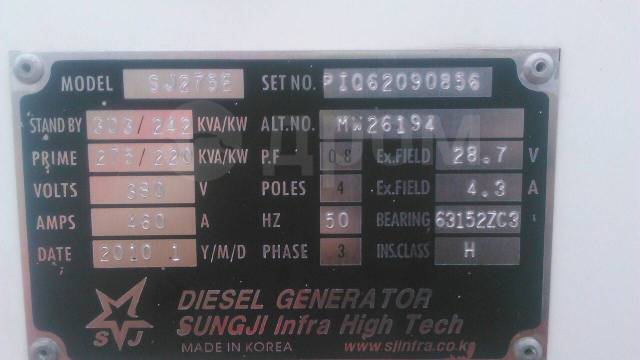 MODEL SJ275E SET NO. PIQ62090856
STAND BY 303/242 KVA/KW ALT.NO. MW26194
PRIME 275/220 KVA/KW P.F 0.8 Ex.FIELD 28.7 V
VOLTS 380 V POLES 4 Ex.FIELD 4.3 A
AMPS 460 A HZ 50 BEARING 63152ZC3
DATE 2010.1 Y/M/D PHASE 3 INS.CLASS H
DIESEL GENERATOR
SJ SUNGJI Infra High Tech
MADE IN KOREA www.sjinfra.co.kr
ДРОМ